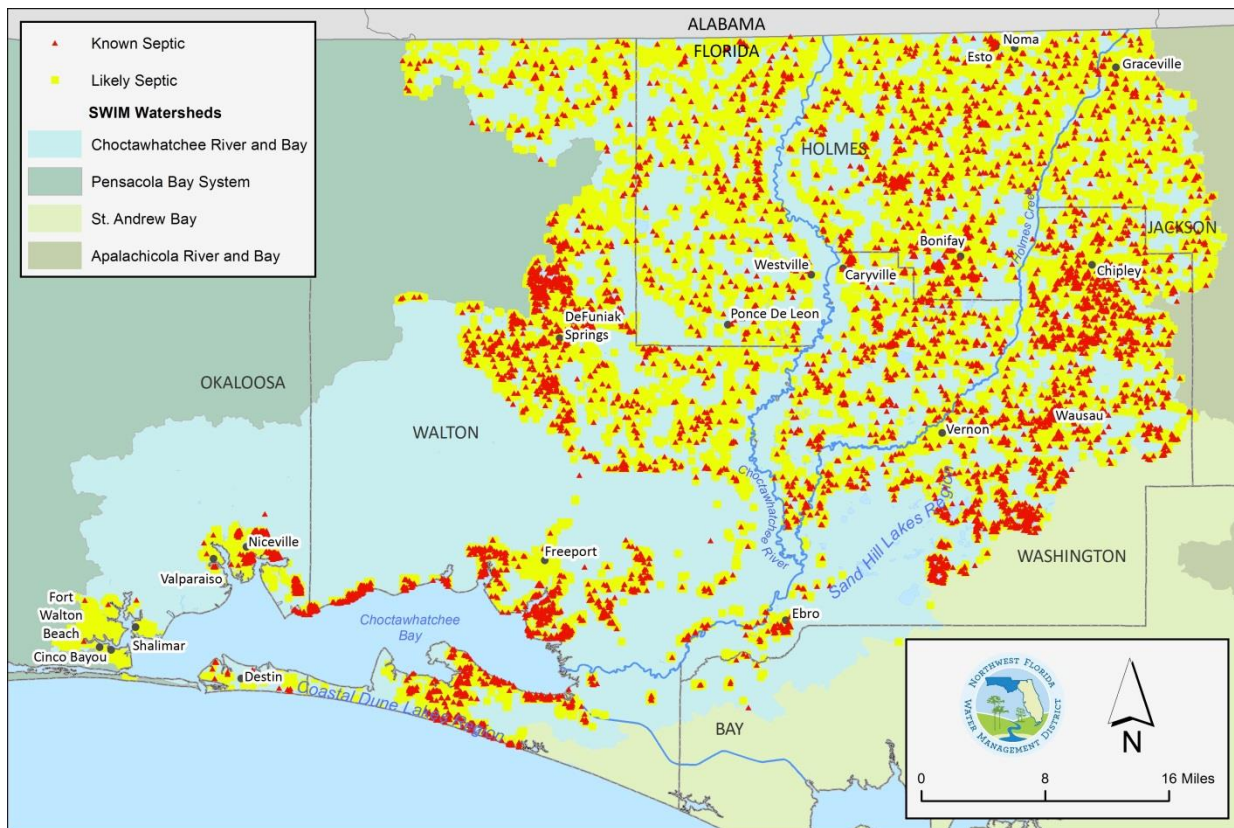 ALABAMA
FLORIDA
Known Septic
Likely Septic
SWIM Watersheds
Choctawhatchee River and Bay
Pensacola Bay System
St. Andrew Bay
Apalachicola River and Bay
Noma
Esto
Graceville
HOLMES
Holmes Creek
JACKSON
Bonifay
Westville
Caryville
Chipley
DeFuniak
Springs
Ponce De Leon
OKALOOSA
WALTON
Wausau
Vernon
Choctawhatchee
River
Sand Hill Lakes Region
WASHINGTON
Niceville
Freeport
Valparaiso
Fort
Walton
Beach
Shalimar
Cinco Bayou
Choctawhatchee
Bay
Ebro
Destin
Coastal Dune Lakes Region
BAY
NORTHWEST FLORIDA
WATER MANAGEMENT DISTRICT
N
0 8 16 Miles